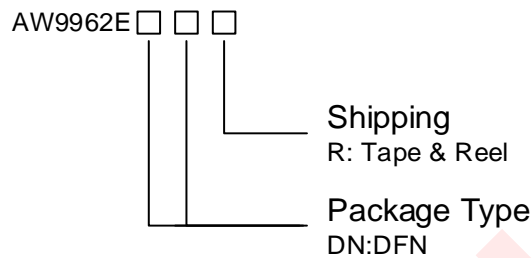 AW9962E□ □ □
Shipping
R: Tape & Reel
Package Type
DN:DFN